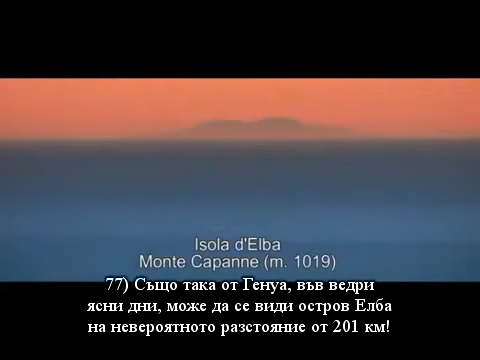 Isola d'Elba
Monte Capanne (m. 1019)
77) Също така от Генуа, във ведри
ясни дни, може да се види остров Елба
на невероятното разстояние от 201 км!